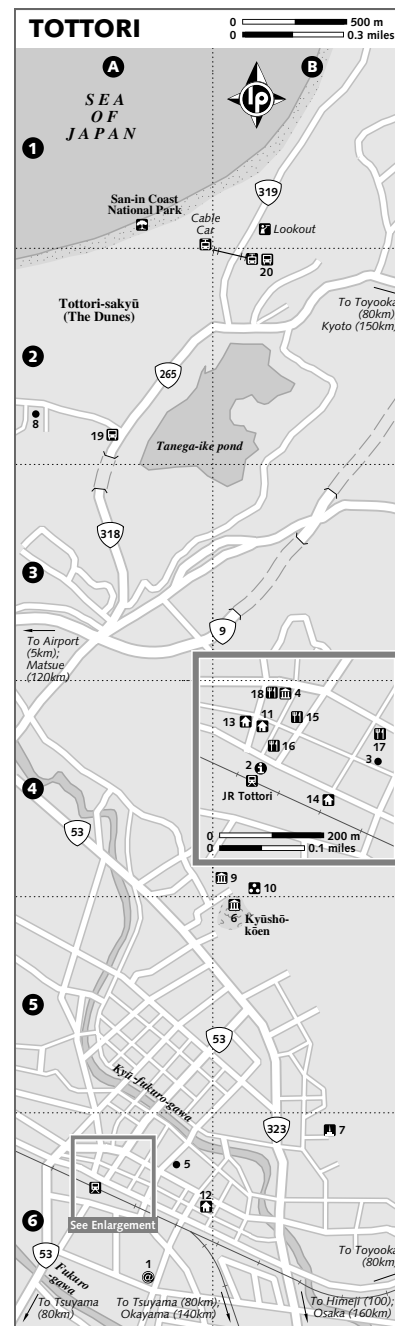 TOTTORI
0 500 m
0 0.3 miles
A
B
SEA
OF
JAPAN
lp
1
319
San-in Coast
National Park
Cable
Car
Lookout
20
Tottori-sakyū
(The Dunes)
To Toyooka
(80km);
Kyoto (150km)
2
265
8
19
Tanega-ike pond
318
3
9
To Airport
(5km);
Matsue
(120km)
18
4
11
13
15
17
16
3
2
JR Tottori
14
4
53
0 200 m
0 0.1 miles
9
10
6
Kyūshō-
kōen
5
53
Kyū-fukuro-gawa
323
7
5
12
6
See Enlargement
53
1
@
Fukuro
-gawa
To Toyooka
(80km)
To Tsuyama
(80km)
To Tsuyama (80km);
Okayama (140km)
To Himeji (100);
Osaka (160km)